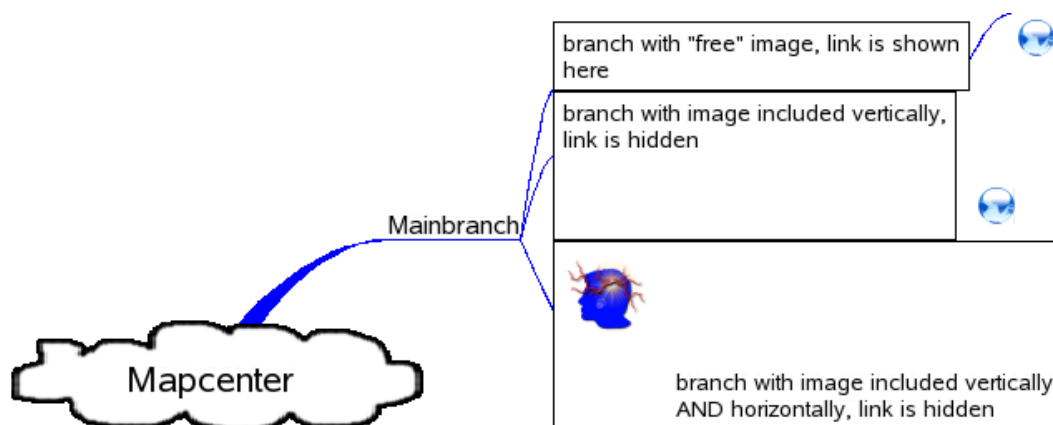 branch with "free" image, link is shown
here
branch with image included vertically,
link is hidden
Mainbranch
Mapcenter
branch with image included vertically
AND horizontally, link is hidden